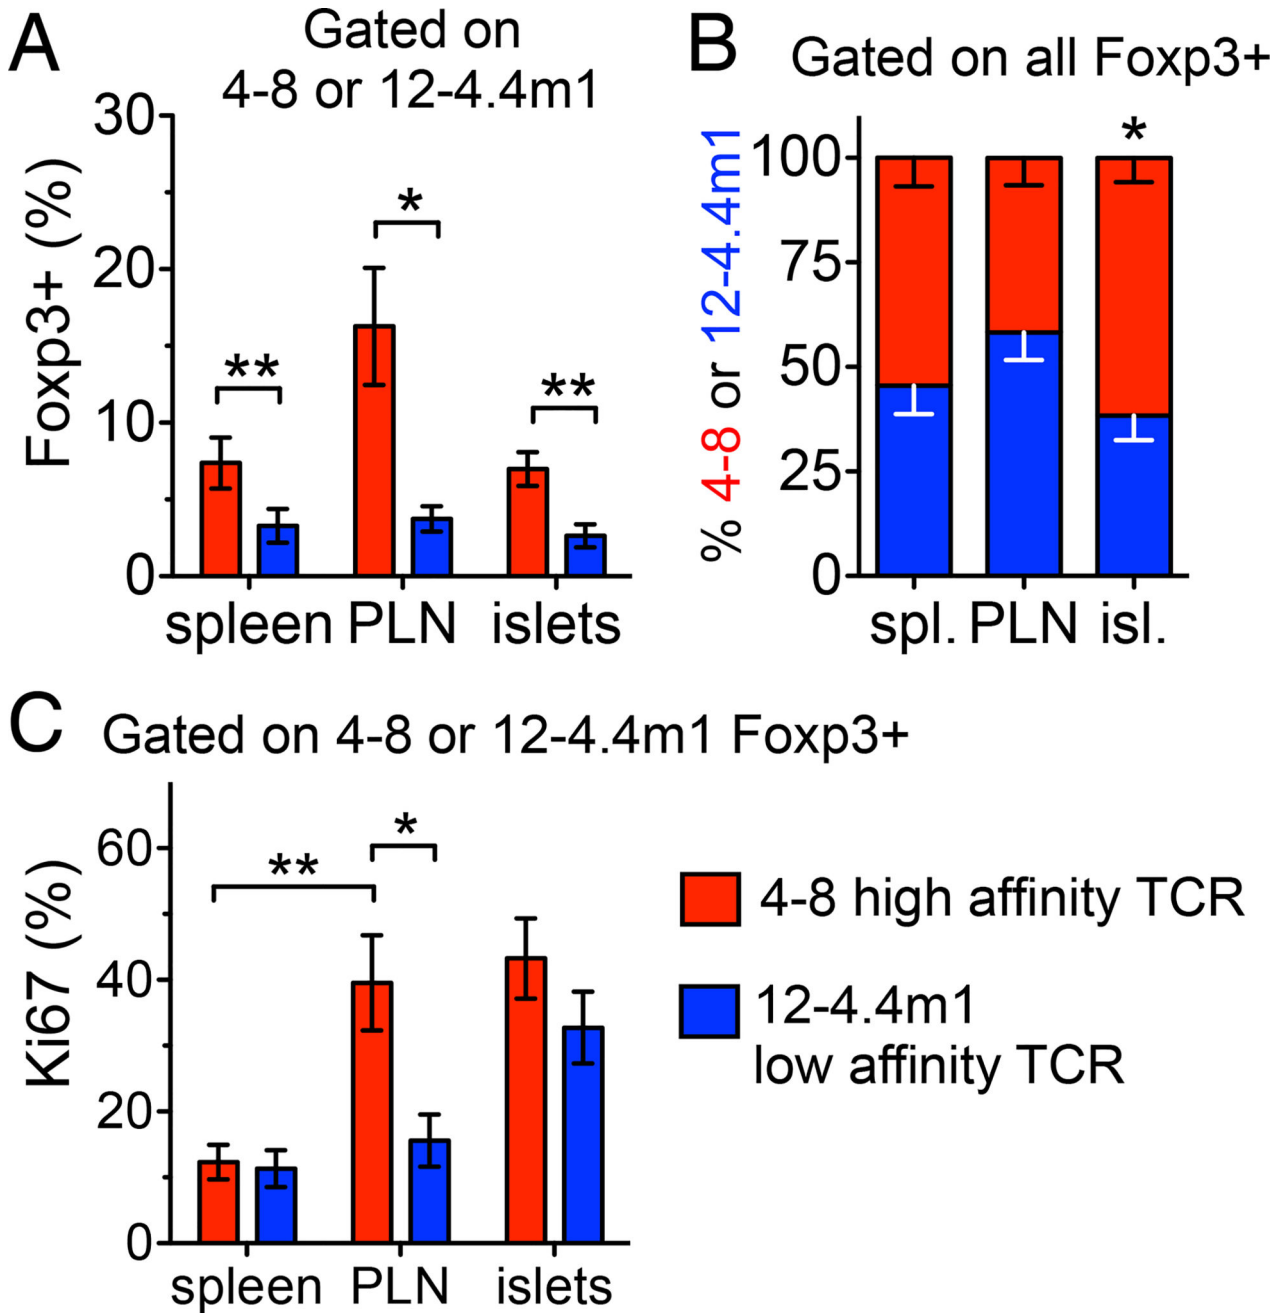 A
Gated on
4-8 or 12-4.4m1
Foxp3+ (%)
30
20
10
0
**
*
**
spleen PLN islets
B
Gated on all Foxp3+
% 4-8 or 12-4.4m1
100
75
50
25
0
*
spl. PLN isl.
C
Gated on 4-8 or 12-4.4m1 Foxp3+
Ki67 (%)
60
40
20
0
**
*
spleen PLN islets
4-8 high affinity TCR
12-4.4m1
low affinity TCR